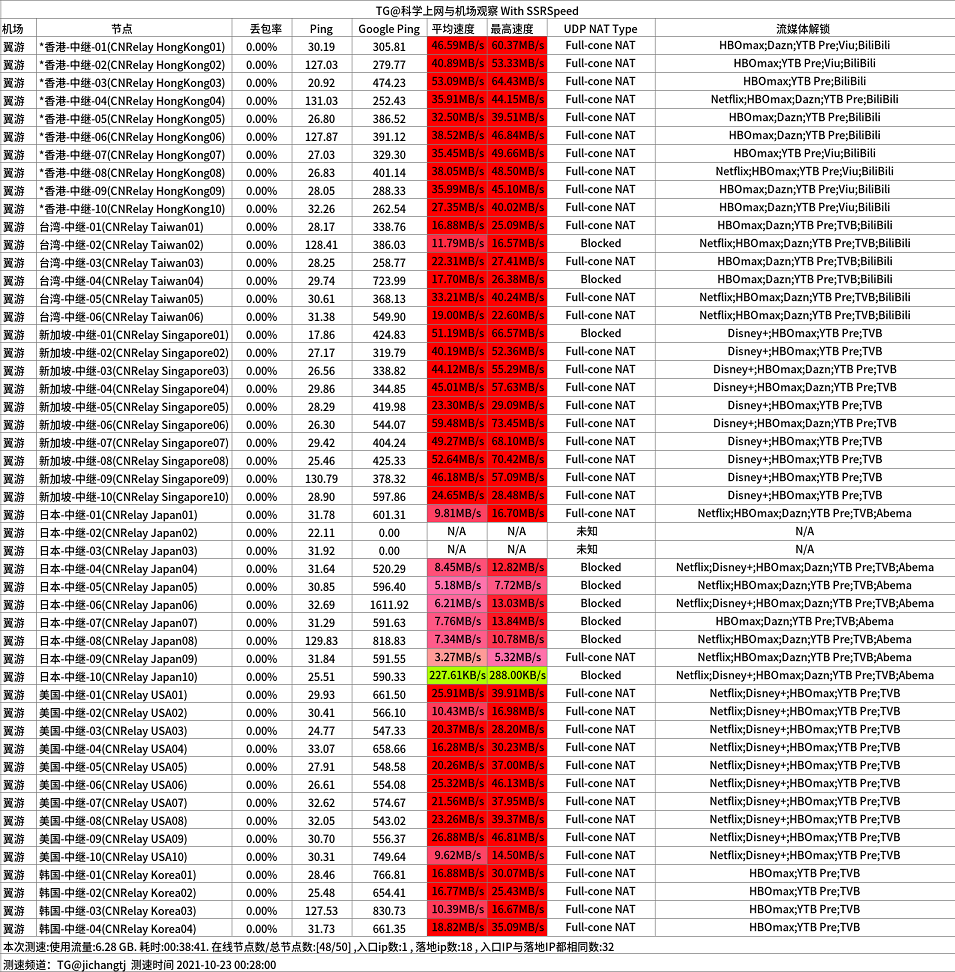 TG@科学上网与机场观察 With SSRSpeed
机场 节点 丢包率 Ping Google Ping 平均速度 最高速度 UDP NAT Type 流媒体解锁
翼游 *香港-中继-01(CNRelay HongKong01) 0.00% 30.19 305.81 46.59MB/s 60.37MB/s Full-cone NAT HBOmax;Dazn;YTB Pre;Viu;BiliBili
翼游 *香港-中继-02(CNRelay HongKong02) 0.00% 127.03 279.77 40.89MB/s 53.33MB/s Full-cone NAT HBOmax;YTB Pre;Viu;BiliBili
翼游 *香港-中继-03(CNRelay HongKong03) 0.00% 20.92 474.23 53.09MB/s 64.43MB/s Full-cone NAT HBOmax;YTB Pre;BiliBili
翼游 *香港-中继-04(CNRelay HongKong04) 0.00% 131.03 252.43 35.91MB/s 44.15MB/s Full-cone NAT Netflix;HBOmax;Dazn;YTB Pre;BiliBili
翼游 *香港-中继-05(CNRelay HongKong05) 0.00% 26.80 386.52 32.50MB/s 39.51MB/s Full-cone NAT HBOmax;Dazn;YTB Pre;BiliBili
翼游 *香港-中继-06(CNRelay HongKong06) 0.00% 127.87 391.12 38.52MB/s 46.84MB/s Full-cone NAT HBOmax;Dazn;YTB Pre;BiliBili
翼游 *香港-中继-07(CNRelay HongKong07) 0.00% 27.03 329.30 35.45MB/s 49.66MB/s Full-cone NAT HBOmax;YTB Pre;Viu;BiliBili
翼游 *香港-中继-08(CNRelay HongKong08) 0.00% 26.83 401.14 38.05MB/s 48.50MB/s Full-cone NAT Netflix;HBOmax;YTB Pre;Viu;BiliBili
翼游 *香港-中继-09(CNRelay HongKong09) 0.00% 28.05 288.33 35.99MB/s 45.10MB/s Full-cone NAT HBOmax;Dazn;YTB Pre;Viu;BiliBili
翼游 *香港-中继-10(CNRelay HongKong10) 0.00% 32.26 262.54 27.35MB/s 40.02MB/s Full-cone NAT HBOmax;Dazn;YTB Pre;Viu;BiliBili
翼游 台湾-中继-01(CNRelay Taiwan01) 0.00% 28.17 338.76 16.88MB/s 25.09MB/s Full-cone NAT HBOmax;Dazn;YTB Pre;TVB;BiliBili
翼游 台湾-中继-02(CNRelay Taiwan02) 0.00% 128.41 386.03 11.79MB/s 16.57MB/s Blocked Netflix;HBOmax;Dazn;YTB Pre;TVB;BiliBili
翼游 台湾-中继-03(CNRelay Taiwan03) 0.00% 28.25 258.77 22.31MB/s 27.41MB/s Full-cone NAT HBOmax;Dazn;YTB Pre;TVB;BiliBili
翼游 台湾-中继-04(CNRelay Taiwan04) 0.00% 29.74 723.99 17.70MB/s 26.38MB/s Blocked HBOmax;Dazn;YTB Pre;TVB;BiliBili
翼游 台湾-中继-05(CNRelay Taiwan05) 0.00% 30.61 368.13 33.21MB/s 40.24MB/s Full-cone NAT Netflix;HBOmax;Dazn;YTB Pre;TVB;BiliBili
翼游 台湾-中继-06(CNRelay Taiwan06) 0.00% 31.38 549.90 19.00MB/s 22.60MB/s Full-cone NAT Netflix;HBOmax;Dazn;YTB Pre;TVB;BiliBili
翼游 新加坡-中继-01(CNRelay Singapore01) 0.00% 17.86 424.83 51.19MB/s 66.57MB/s Blocked Disney+;HBOmax;YTB Pre;TVB
翼游 新加坡-中继-02(CNRelay Singapore02) 0.00% 27.17 319.79 40.19MB/s 52.36MB/s Full-cone NAT Disney+;HBOmax;YTB Pre;TVB
翼游 新加坡-中继-03(CNRelay Singapore03) 0.00% 26.56 338.82 44.12MB/s 55.29MB/s Full-cone NAT Disney+;HBOmax;Dazn;YTB Pre;TVB
翼游 新加坡-中继-04(CNRelay Singapore04) 0.00% 29.86 344.85 45.01MB/s 57.63MB/s Full-cone NAT Disney+;HBOmax;Dazn;YTB Pre;TVB
翼游 新加坡-中继-05(CNRelay Singapore05) 0.00% 28.29 419.98 23.30MB/s 29.09MB/s Full-cone NAT Disney+;HBOmax;YTB Pre;TVB
翼游 新加坡-中继-06(CNRelay Singapore06) 0.00% 26.30 544.07 59.48MB/s 73.45MB/s Full-cone NAT Disney+;HBOmax;Dazn;YTB Pre;TVB
翼游 新加坡-中继-07(CNRelay Singapore07) 0.00% 29.42 404.24 49.27MB/s 68.10MB/s Full-cone NAT Disney+;HBOmax;YTB Pre;TVB
翼游 新加坡-中继-08(CNRelay Singapore08) 0.00% 25.46 425.33 52.64MB/s 70.42MB/s Full-cone NAT Disney+;HBOmax;YTB Pre;TVB
翼游 新加坡-中继-09(CNRelay Singapore09) 0.00% 130.79 378.32 46.18MB/s 57.09MB/s Full-cone NAT Disney+;HBOmax;YTB Pre;TVB
翼游 新加坡-中继-10(CNRelay Singapore10) 0.00% 28.90 597.86 24.65MB/s 28.48MB/s Full-cone NAT Disney+;HBOmax;YTB Pre;TVB
翼游 日本-中继-01(CNRelay Japan01) 0.00% 31.78 601.31 9.81MB/s 16.70MB/s Full-cone NAT Netflix;HBOmax;Dazn;YTB Pre;TVB;Abema
翼游 日本-中继-02(CNRelay Japan02) 0.00% 22.11 0.00 N/A N/A 未知 N/A
翼游 日本-中继-03(CNRelay Japan03) 0.00% 31.92 0.00 N/A N/A 未知 N/A
翼游 日本-中继-04(CNRelay Japan04) 0.00% 31.64 520.29 8.45MB/s 12.82MB/s Blocked Netflix;Disney+;HBOmax;Dazn;YTB Pre;TVB;Abema
翼游 日本-中继-05(CNRelay Japan05) 0.00% 30.85 596.40 5.18MB/s 7.72MB/s Blocked Netflix;HBOmax;Dazn;YTB Pre;TVB;Abema
翼游 日本-中继-06(CNRelay Japan06) 0.00% 32.69 1611.92 6.21MB/s 13.03MB/s Blocked Netflix;Disney+;HBOmax;Dazn;YTB Pre;TVB;Abema
翼游 日本-中继-07(CNRelay Japan07) 0.00% 31.29 591.63 7.76MB/s 13.84MB/s Blocked HBOmax;Dazn;YTB Pre;TVB;Abema
翼游 日本-中继-08(CNRelay Japan08) 0.00% 129.83 818.83 7.34MB/s 10.78MB/s Blocked Netflix;HBOmax;Dazn;YTB Pre;TVB;Abema
翼游 日本-中继-09(CNRelay Japan09) 0.00% 31.84 591.55 3.27MB/s 5.32MB/s Full-cone NAT Netflix;HBOmax;Dazn;YTB Pre;TVB;Abema
翼游 日本-中继-10(CNRelay Japan10) 0.00% 25.51 590.33 227.61KB/s 288.00KB/s Blocked Netflix;Disney+;HBOmax;Dazn;YTB Pre;TVB;Abema
翼游 美国-中继-01(CNRelay USA01) 0.00% 29.93 661.50 25.91MB/s 39.91MB/s Full-cone NAT Netflix;Disney+;HBOmax;YTB Pre;TVB
翼游 美国-中继-02(CNRelay USA02) 0.00% 30.41 566.10 10.43MB/s 16.98MB/s Full-cone NAT Netflix;Disney+;HBOmax;YTB Pre;TVB
翼游 美国-中继-03(CNRelay USA03) 0.00% 24.77 547.33 20.37MB/s 28.20MB/s Full-cone NAT Netflix;Disney+;HBOmax;YTB Pre;TVB
翼游 美国-中继-04(CNRelay USA04) 0.00% 33.07 658.66 16.28MB/s 30.23MB/s Full-cone NAT Netflix;Disney+;HBOmax;YTB Pre;TVB
翼游 美国-中继-05(CNRelay USA05) 0.00% 27.91 548.58 20.26MB/s 37.00MB/s Full-cone NAT Netflix;Disney+;HBOmax;YTB Pre;TVB
翼游 美国-中继-06(CNRelay USA06) 0.00% 26.61 554.08 25.32MB/s 46.13MB/s Full-cone NAT Netflix;Disney+;HBOmax;YTB Pre;TVB
翼游 美国-中继-07(CNRelay USA07) 0.00% 32.62 574.67 21.56MB/s 37.95MB/s Full-cone NAT Netflix;Disney+;HBOmax;YTB Pre;TVB
翼游 美国-中继-08(CNRelay USA08) 0.00% 32.05 543.02 23.26MB/s 39.37MB/s Full-cone NAT Netflix;Disney+;HBOmax;YTB Pre;TVB
翼游 美国-中继-09(CNRelay USA09) 0.00% 30.70 556.37 26.88MB/s 46.81MB/s Full-cone NAT Netflix;Disney+;HBOmax;YTB Pre;TVB
翼游 美国-中继-10(CNRelay USA10) 0.00% 30.31 749.64 9.62MB/s 14.50MB/s Full-cone NAT Netflix;Disney+;HBOmax;YTB Pre;TVB
翼游 韩国-中继-01(CNRelay Korea01) 0.00% 28.46 766.81 16.88MB/s 30.07MB/s Full-cone NAT HBOmax;YTB Pre;TVB
翼游 韩国-中继-02(CNRelay Korea02) 0.00% 25.48 654.41 16.77MB/s 25.43MB/s Full-cone NAT HBOmax;YTB Pre;TVB
翼游 韩国-中继-03(CNRelay Korea03) 0.00% 127.53 830.73 10.39MB/s 16.67MB/s Full-cone NAT HBOmax;YTB Pre;TVB
翼游 韩国-中继-04(CNRelay Korea04) 0.00% 31.73 661.35 18.82MB/s 35.09MB/s Full-cone NAT HBOmax;YTB Pre;TVB
本次测速:使用流量:6.28 GB. 耗时:00:38:41. 在线节点数/总节点数:[48/50] ,入口ip数:1 , 落地ip数:18 , 入口IP与落地IP都相同数:32
测速频道：TG@jichangtj 测速时间 2021-10-23 00:28:00